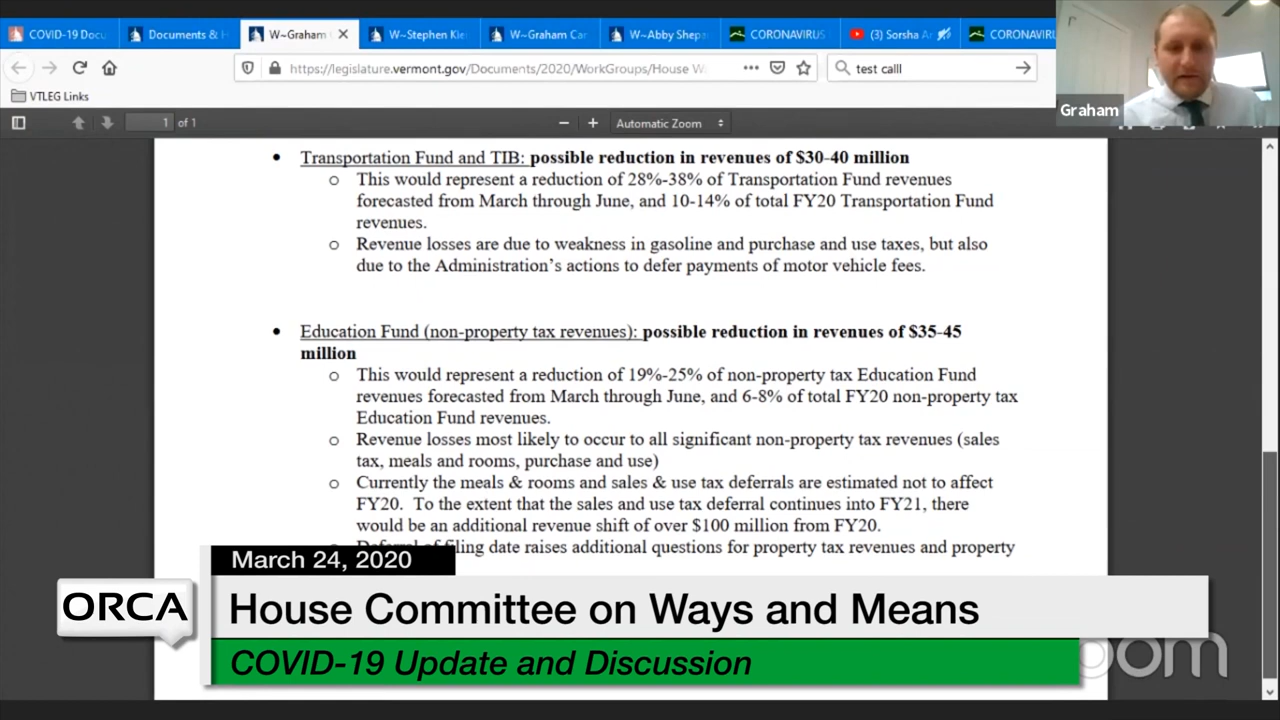 COVID-19 Docu
Documents & H
W~Graham
W~Stephen Kle
W~Graham Car
W~Abby Shep
CORONAVIRUS
(3) Sorsha Ar
CORONAVIRU
https://legislature.vermont.gov/Documents/2020/WorkGroups/House W
test calll
VTLEG Links
Graham
1 of 1
Automatic Zoom
• Transportation Fund and TIB: possible reduction in revenues of $30-40 million
o This would represent a reduction of 28%-38% of Transportation Fund revenues
forecasted from March through June, and 10-14% of total FY20 Transportation Fund
revenues.
o Revenue losses are due to weakness in gasoline and purchase and use taxes, but also
due to the Administration's actions to defer payments of motor vehicle fees.
• Education Fund (non-property tax revenues): possible reduction in revenues of $35-45
million
o This would represent a reduction of 19%-25% of non-property tax Education Fund
revenues forecasted from March through June, and 6-8% of total FY20 non-property tax
Education Fund revenues.
o Revenue losses most likely to occur to all significant non-property tax revenues (sales
tax, meals and rooms, purchase and use)
o Currently the meals & rooms and sales & use tax deferrals are estimated not to affect
FY20. To the extent that the sales and use tax deferral continues into FY21, there
would be an additional revenue shift of over $100 million from FY20.
filing date raises additional questions for property tax revenues and property
March 24, 2020
ORCA
House Committee on Ways and Means
COVID-19 Update and Discussion
oom